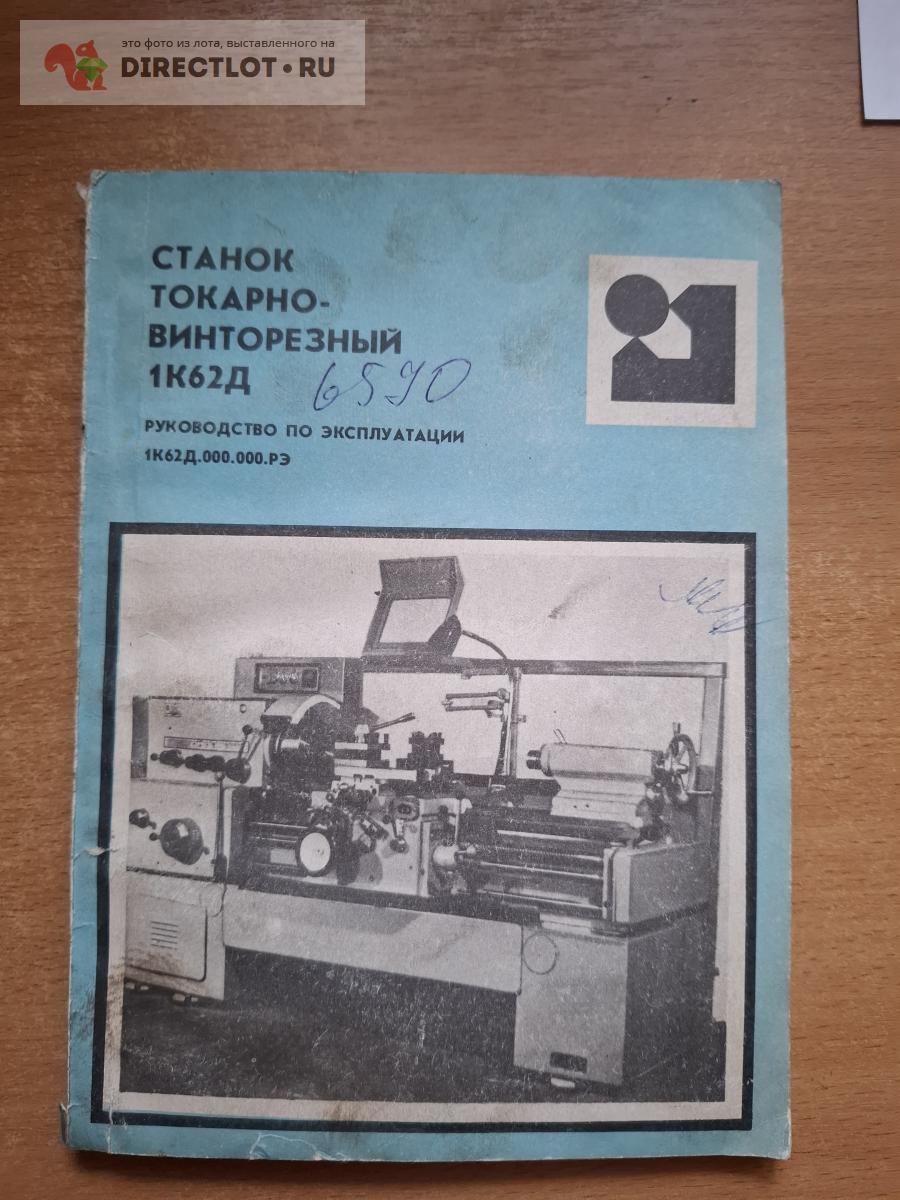 это фото из лота, выставленного на
DIRECTLOT.RU
СТАНОК
ТОКАРНО-
ВИНТОРЕЗНЫЙ
1К62Д
6590
РУКОВОДСТВО ПО ЭКСПЛУАТАЦИИ
1К62Д.000.000.РЭ